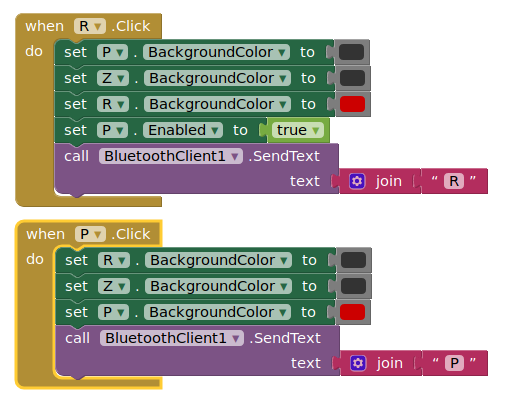 when R .Click
do set P . BackgroundColor to
set Z . BackgroundColor to
set R . BackgroundColor to
set P . Enabled to true
call BluetoothClient1 .SendText
text join “ R ”
when P .Click
do set R . BackgroundColor to
set Z . BackgroundColor to
set P . BackgroundColor to
call BluetoothClient1 .SendText
text join “ P ”